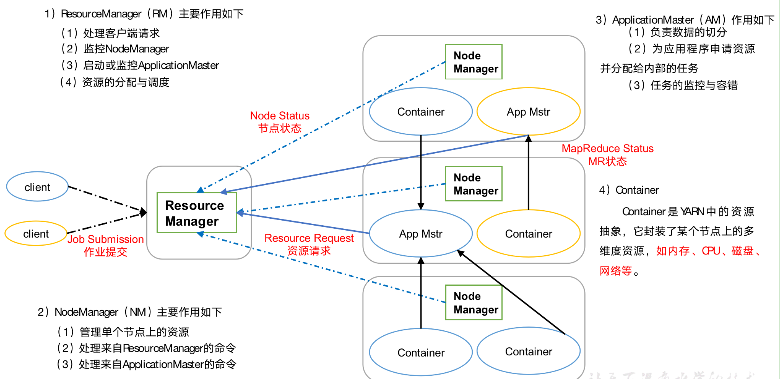 1）ResourceManager（RM）主要作用如下
（1）处理客户端请求
（2）监控NodeManager
（3）启动或监控ApplicationMaster
（4）资源的分配与调度
3）ApplicationMaster（AM）作用如下
（1）负责数据的切分
（2）为应用程序申请资源
并分配给内部的任务
（3）任务的监控与容错
Node
Manager
Container
App Mstr
Node Status
节点状态
MapReduce Status
MR状态
client
client
Resource
Manager
Job Submission
作业提交
Node
Manager
App Mstr
Container
Resource Request
资源请求
4）Container
Container是YARN中的资源
抽象，它封装了某个节点上的多
维度资源，如内存、CPU、磁盘、
网络等。
2）NodeManager（NM）主要作用如下
（1）管理单个节点上的资源
（2）处理来自ResourceManager的命令
（3）处理来自ApplicationMaster的命令
Node
Manager
Container
Container